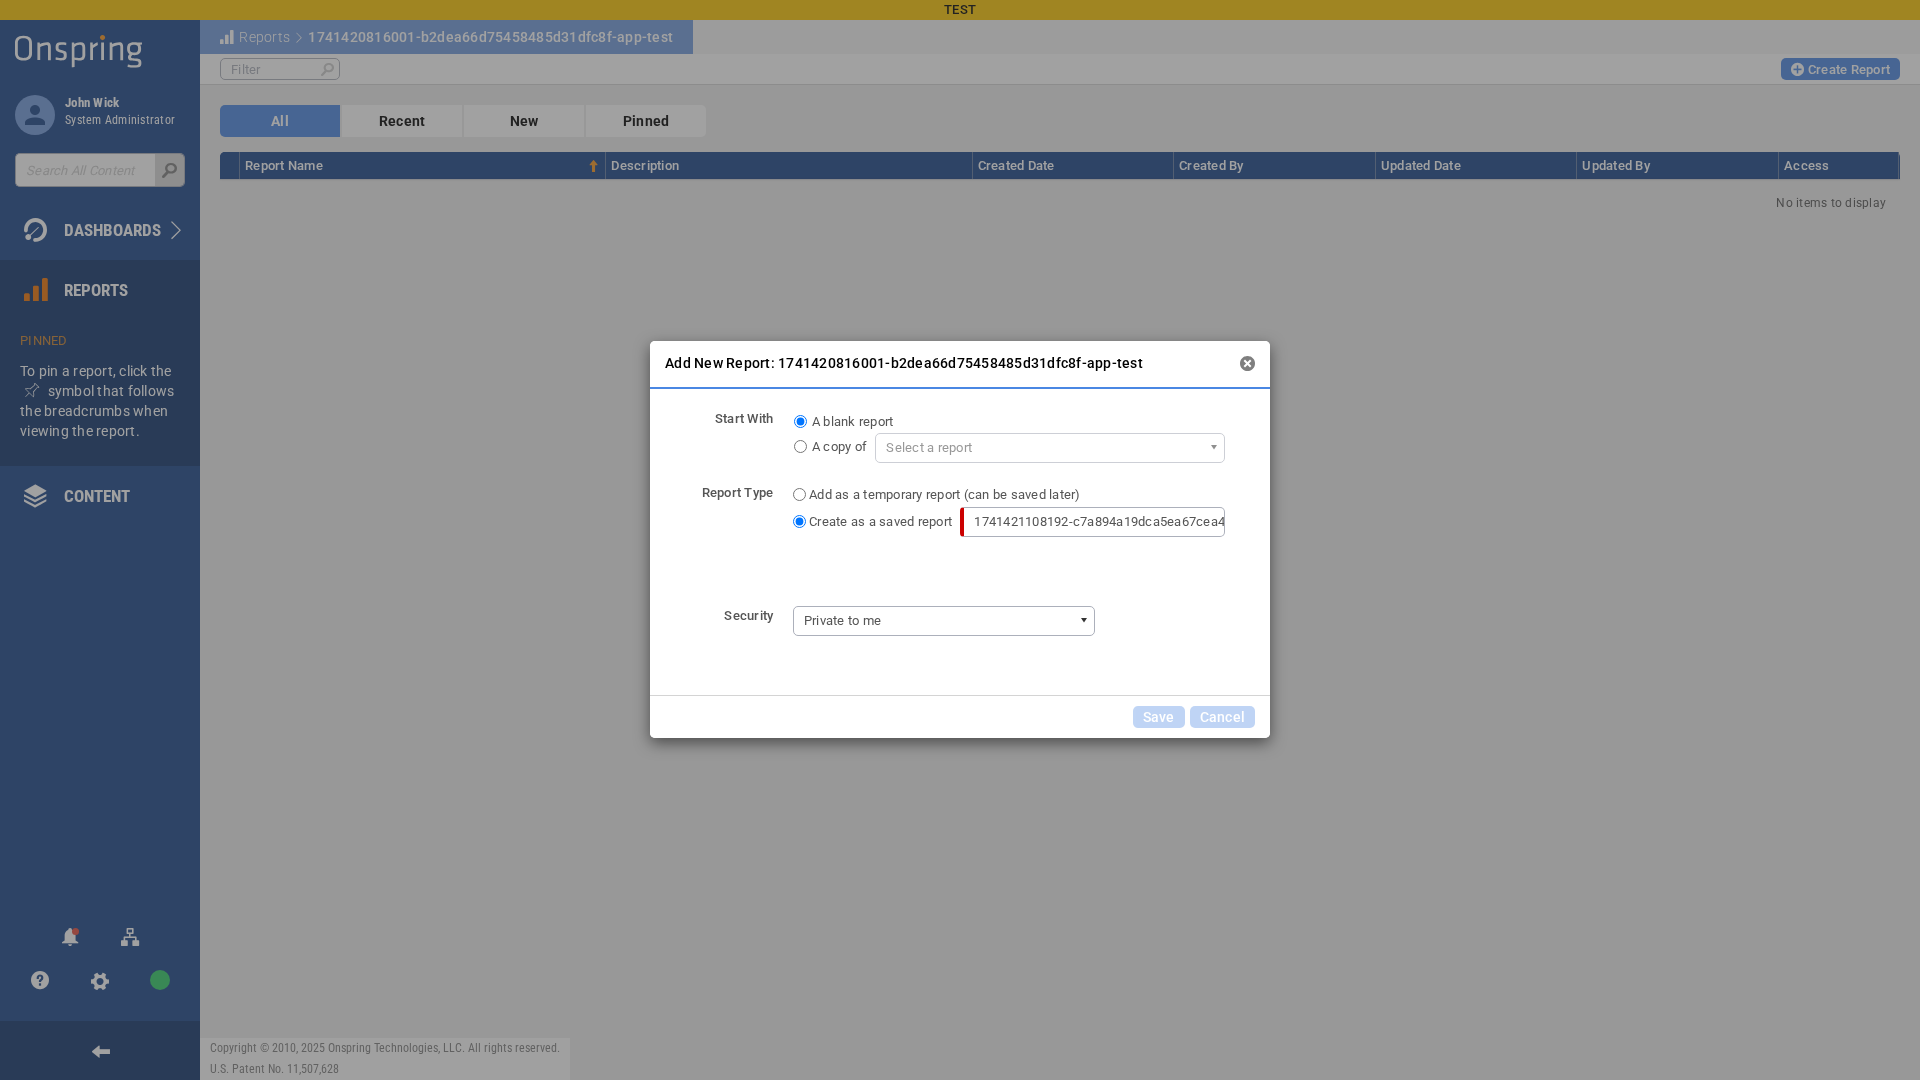 TEST
Onspring
Reports
1741420816001-b2dea66d75458485d31dfc8f-app-test
Filter
Create Report
John Wick
System Administrator
Search All Content
All
Recent
New
Pinned
Report Name
Description
Created Date
Created By
Updated Date
Updated By
Access
No items to display
DASHBOARDS
REPORTS
PINNED
To pin a report, click the
symbol that follows
the breadcrumbs when
viewing the report.
CONTENT
Add New Report: 1741420816001-b2dea66d75458485d31dfc8f-app-test
Start With
A blank report
A copy of
Select a report
Report Type
Add as a temporary report (can be saved later)
Create as a saved report
1741421108192-c7a894a19dca5ea67cea4
Security
Private to me
Save
Cancel
Copyright © 2010, 2025 Onspring Technologies, LLC. All rights reserved.
U.S. Patent No. 11,507,628